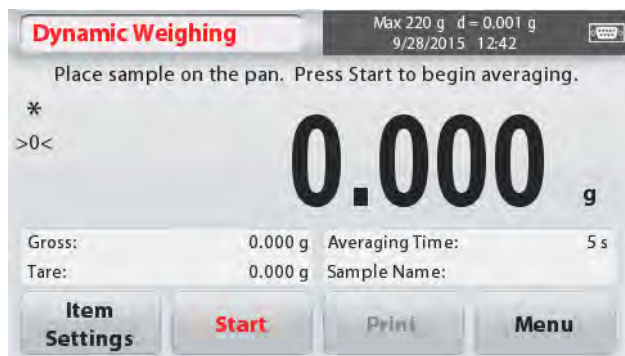 Dynamic Weighing
Max 220 g d = 0.001 g
9/28/2015 12:42
Place sample on the pan. Press Start to begin averaging.
*
>0<
0.000 g
Gross: 0.000 g Averaging Time: 5 s
Tare: 0.000 g Sample Name:
Item Settings
Start
Print
Menu